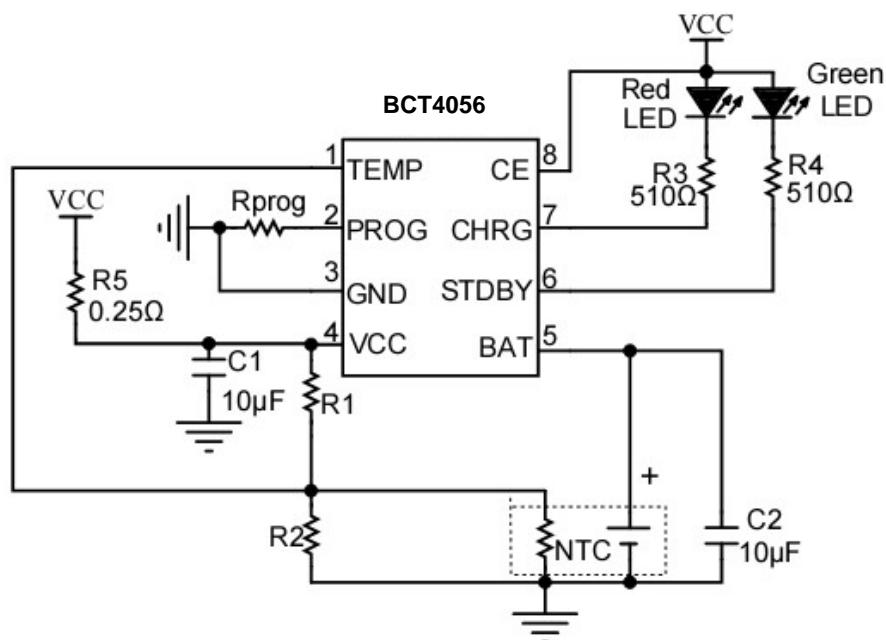 VCC
Red
LED
Green
LED
BCT4056
1
TEMP
CE
8
VCC
Rprog
2
PROG
CHRG
7
R3
510Ω
R4
510Ω
R5
0.25Ω
3
GND
STDBY
6
4
VCC
BAT
5
C1
10µF
R1
+
R2
NTC
C2
10µF